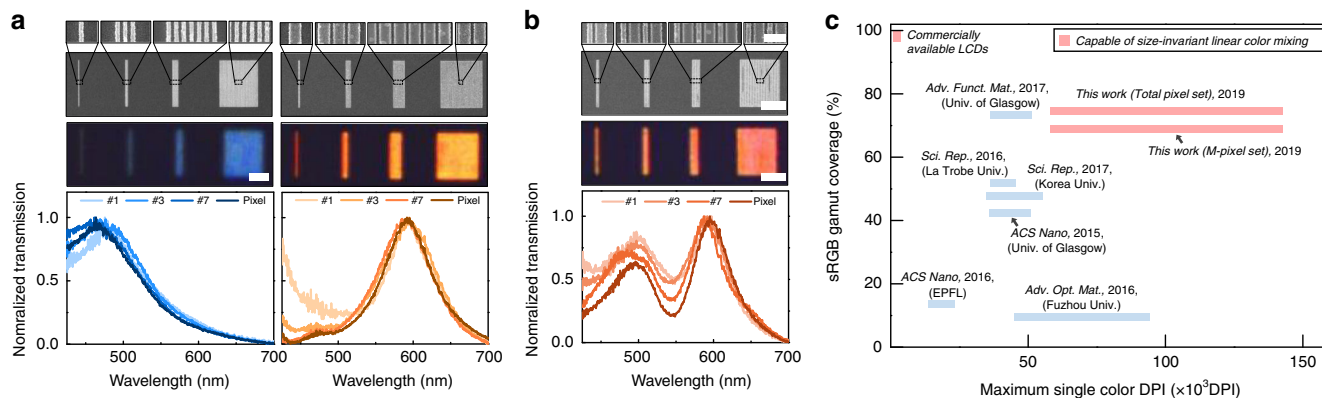 a
#1 #3 #7 Pixel
#1 #3 #7 Pixel
Nomralized transmission
1.0
0.5
0.0
500 600 700
500 600 700
Wavelength (nm)
Wavelength (nm)
b
#1 #3 #7 Pixel
Nomralized transmission
1.0
0.5
0.0
500 600 700
Wavelength (nm)
c
sRGB gamut coverage (%)
100
80
60
40
20
0
Commercially
available LCDs
Capable of size-invariant linear color mixing
Adv. Funct. Mat., 2017,
(Univ. of Glasgow)
This work (Total pixel set), 2019
This work (M-pixel set), 2019
Sci. Rep., 2016,
(La Trobe Univ.)
Sci. Rep., 2017,
(Korea Univ.)
ACS Nano, 2015,
(Univ. of Glasgow)
ACS Nano, 2016,
(EPFL)
Adv. Opt. Mat., 2016,
(Fuzhou Univ.)
0 50 100 150
Maximum single color DPI (×10³DPI)